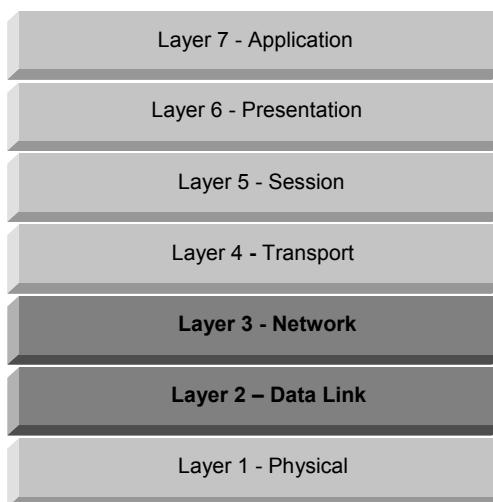 Layer 7 - Application
Layer 6 - Presentation
Layer 5 - Session
Layer 4 - Transport
Layer 3 - Network
Layer 2 – Data Link
Layer 1 - Physical